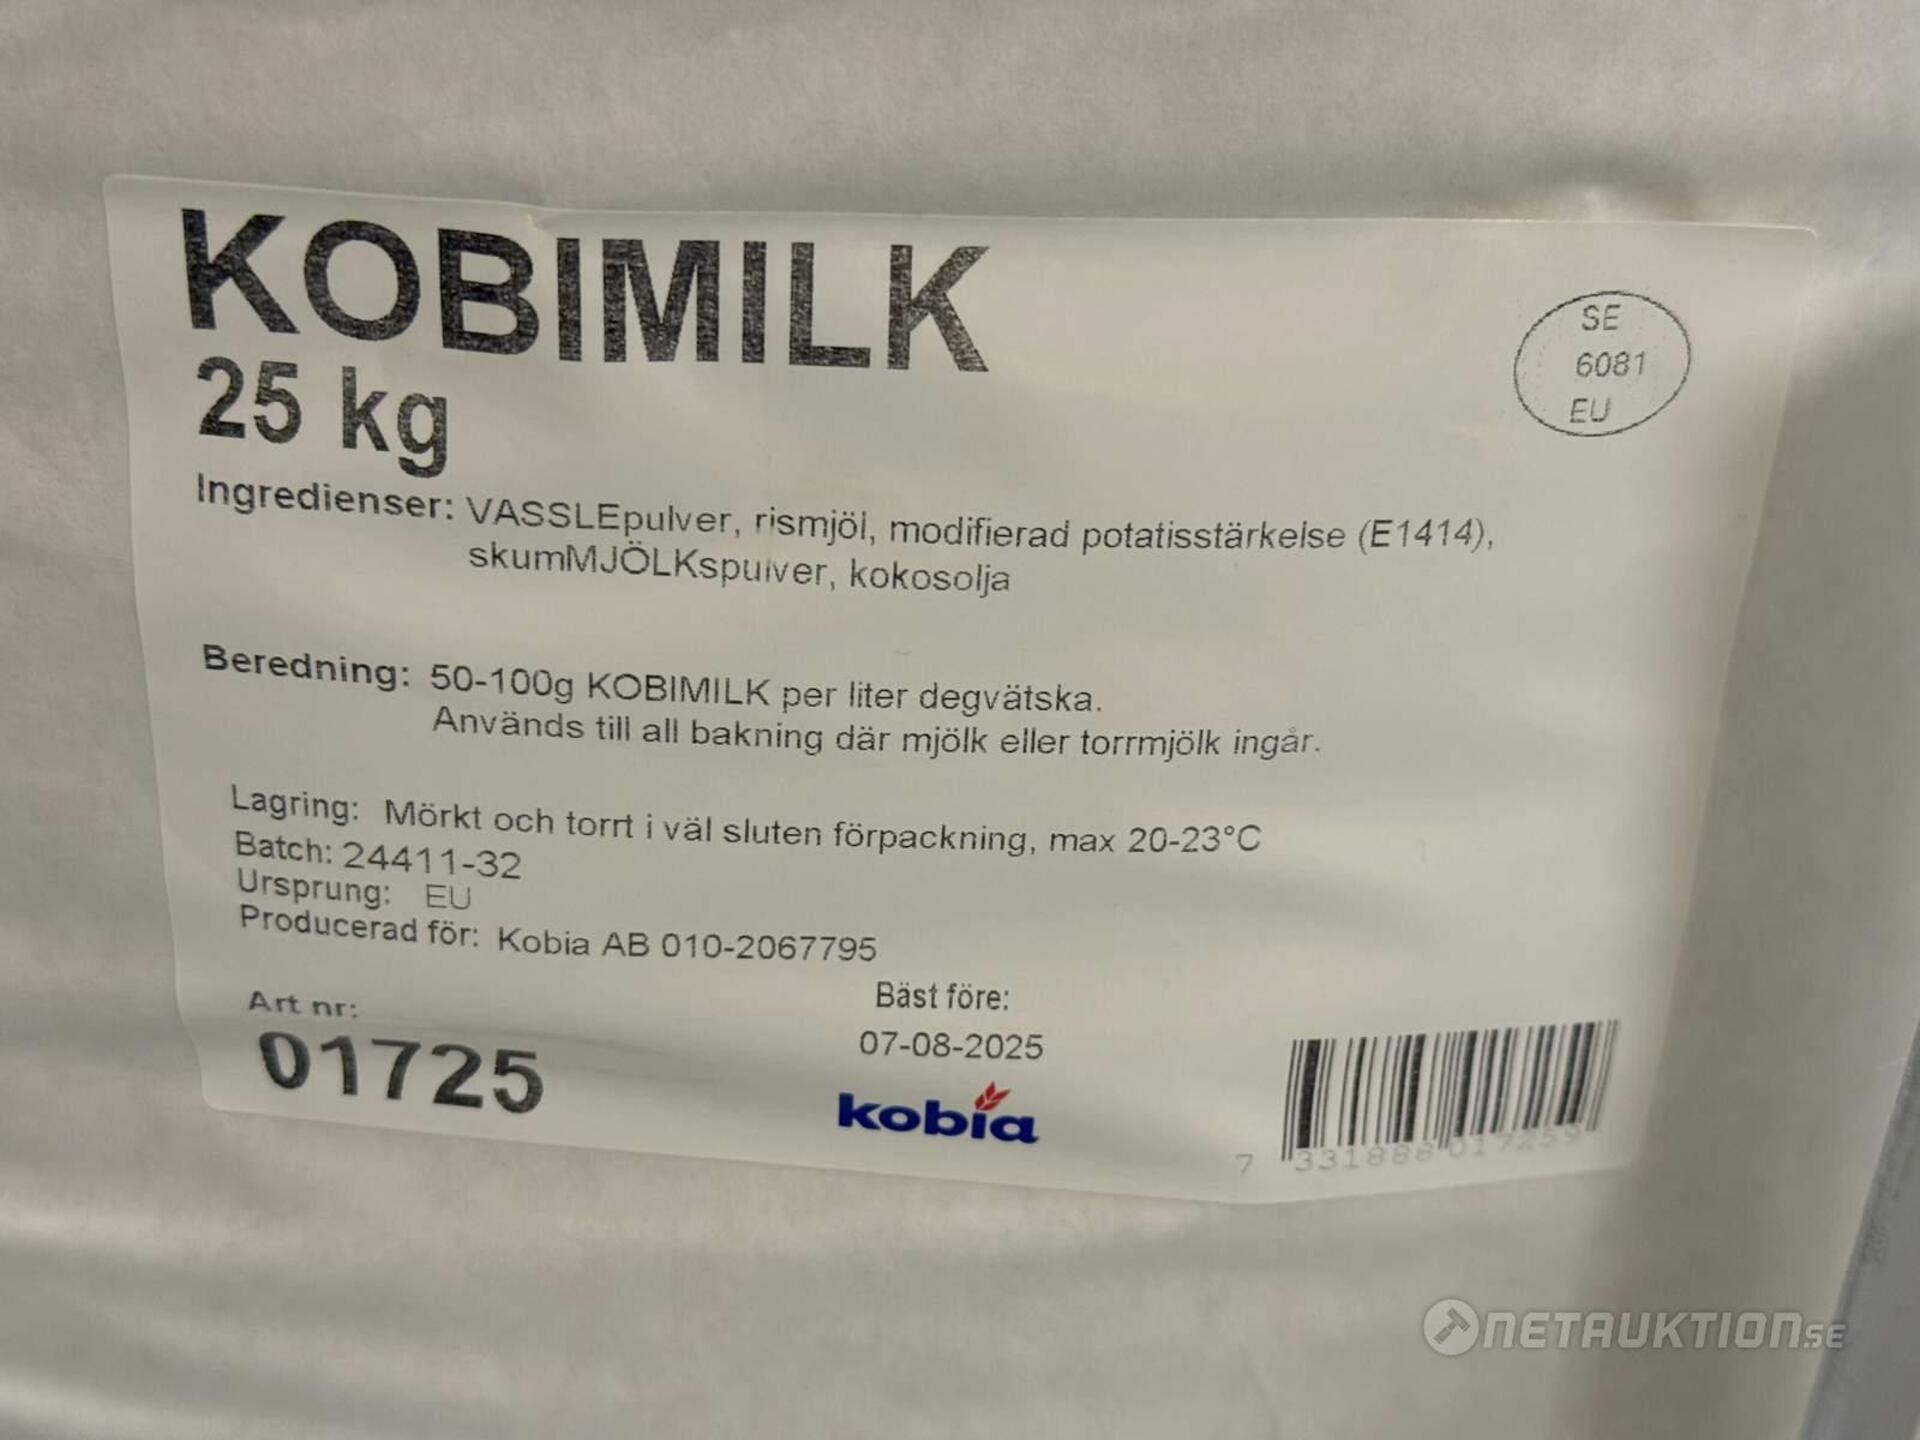 KOBIMILK
25 kg
SE
6081
EU
Ingredienser: VASSLEpulver, rismjöl, modifierad potatisstärkelse (E1414),
skumMJÖLKspulver, kokosolja
Beredning: 50-100g KOBIMILK per liter degvätska.
Används till all bakning där mjölk eller torrmjölk ingår.
Lagring: Mörkt och torrt i väl sluten förpackning, max 20-23°C
Batch: 24411-32
Ursprung: EU
Producerad för: Kobia AB 010-2067795
Art nr:
01725
Bäst före:
07-08-2025
kobia
7 331888 017259
NETAUKTION.SE